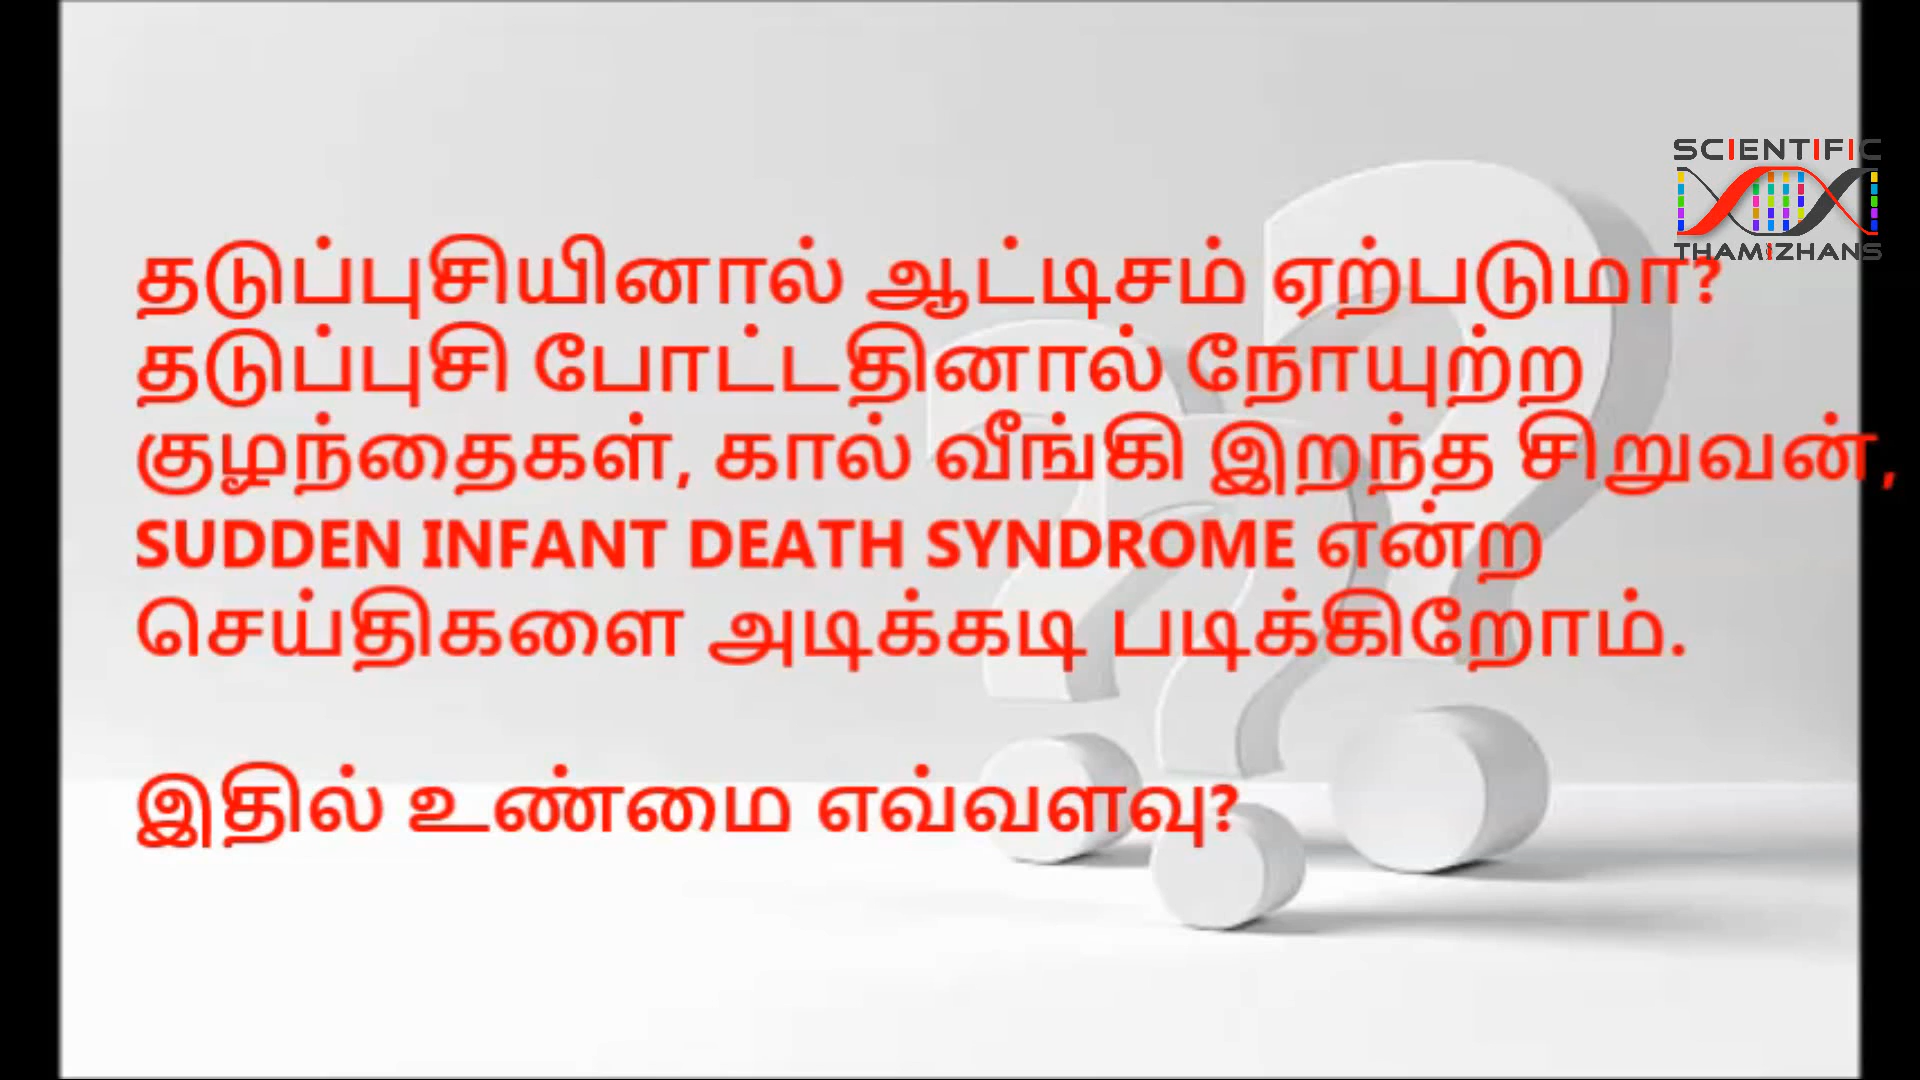 SCIENTIFIC
THAMIZHANS
தடுப்புசியினால் ஆட்டிசம் ஏற்படுமா?
தடுப்புசி போட்டதினால் நோயுற்ற
குழந்தைகள், கால் வீங்கி இறந்த சிறுவன்,
SUDDEN INFANT DEATH SYNDROME என்ற
செய்திகளை அடிக்கடி படிக்கிறோம்.
இதில் உண்மை எவ்வளவு?